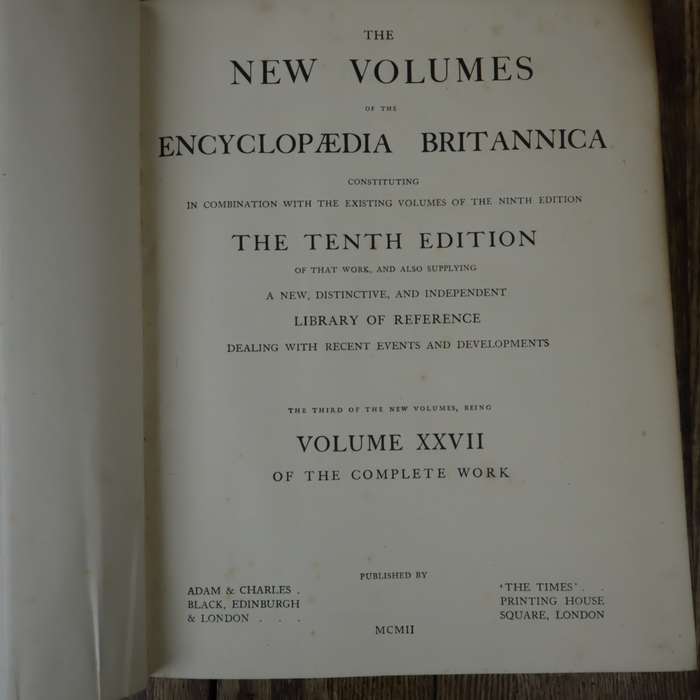 THE
NEW VOLUMES
OF THE
ENCYCLOPÆDIA BRITANNICA
CONSTITUTING
IN COMBINATION WITH THE EXISTING VOLUMES OF THE NINTH EDITION
THE TENTH EDITION
OF THAT WORK, AND ALSO SUPPLYING
A NEW, DISTINCTIVE, AND INDEPENDENT
LIBRARY OF REFERENCE
DEALING WITH RECENT EVENTS AND DEVELOPMENTS
THE THIRD OF THE NEW VOLUMES, BEING
VOLUME XXVII
OF THE COMPLETE WORK
PUBLISHED BY
ADAM & CHARLES .
BLACK, EDINBURGH
& LONDON . . .
'THE TIMES' . .
PRINTING HOUSE
SQUARE, LONDON
MCMII